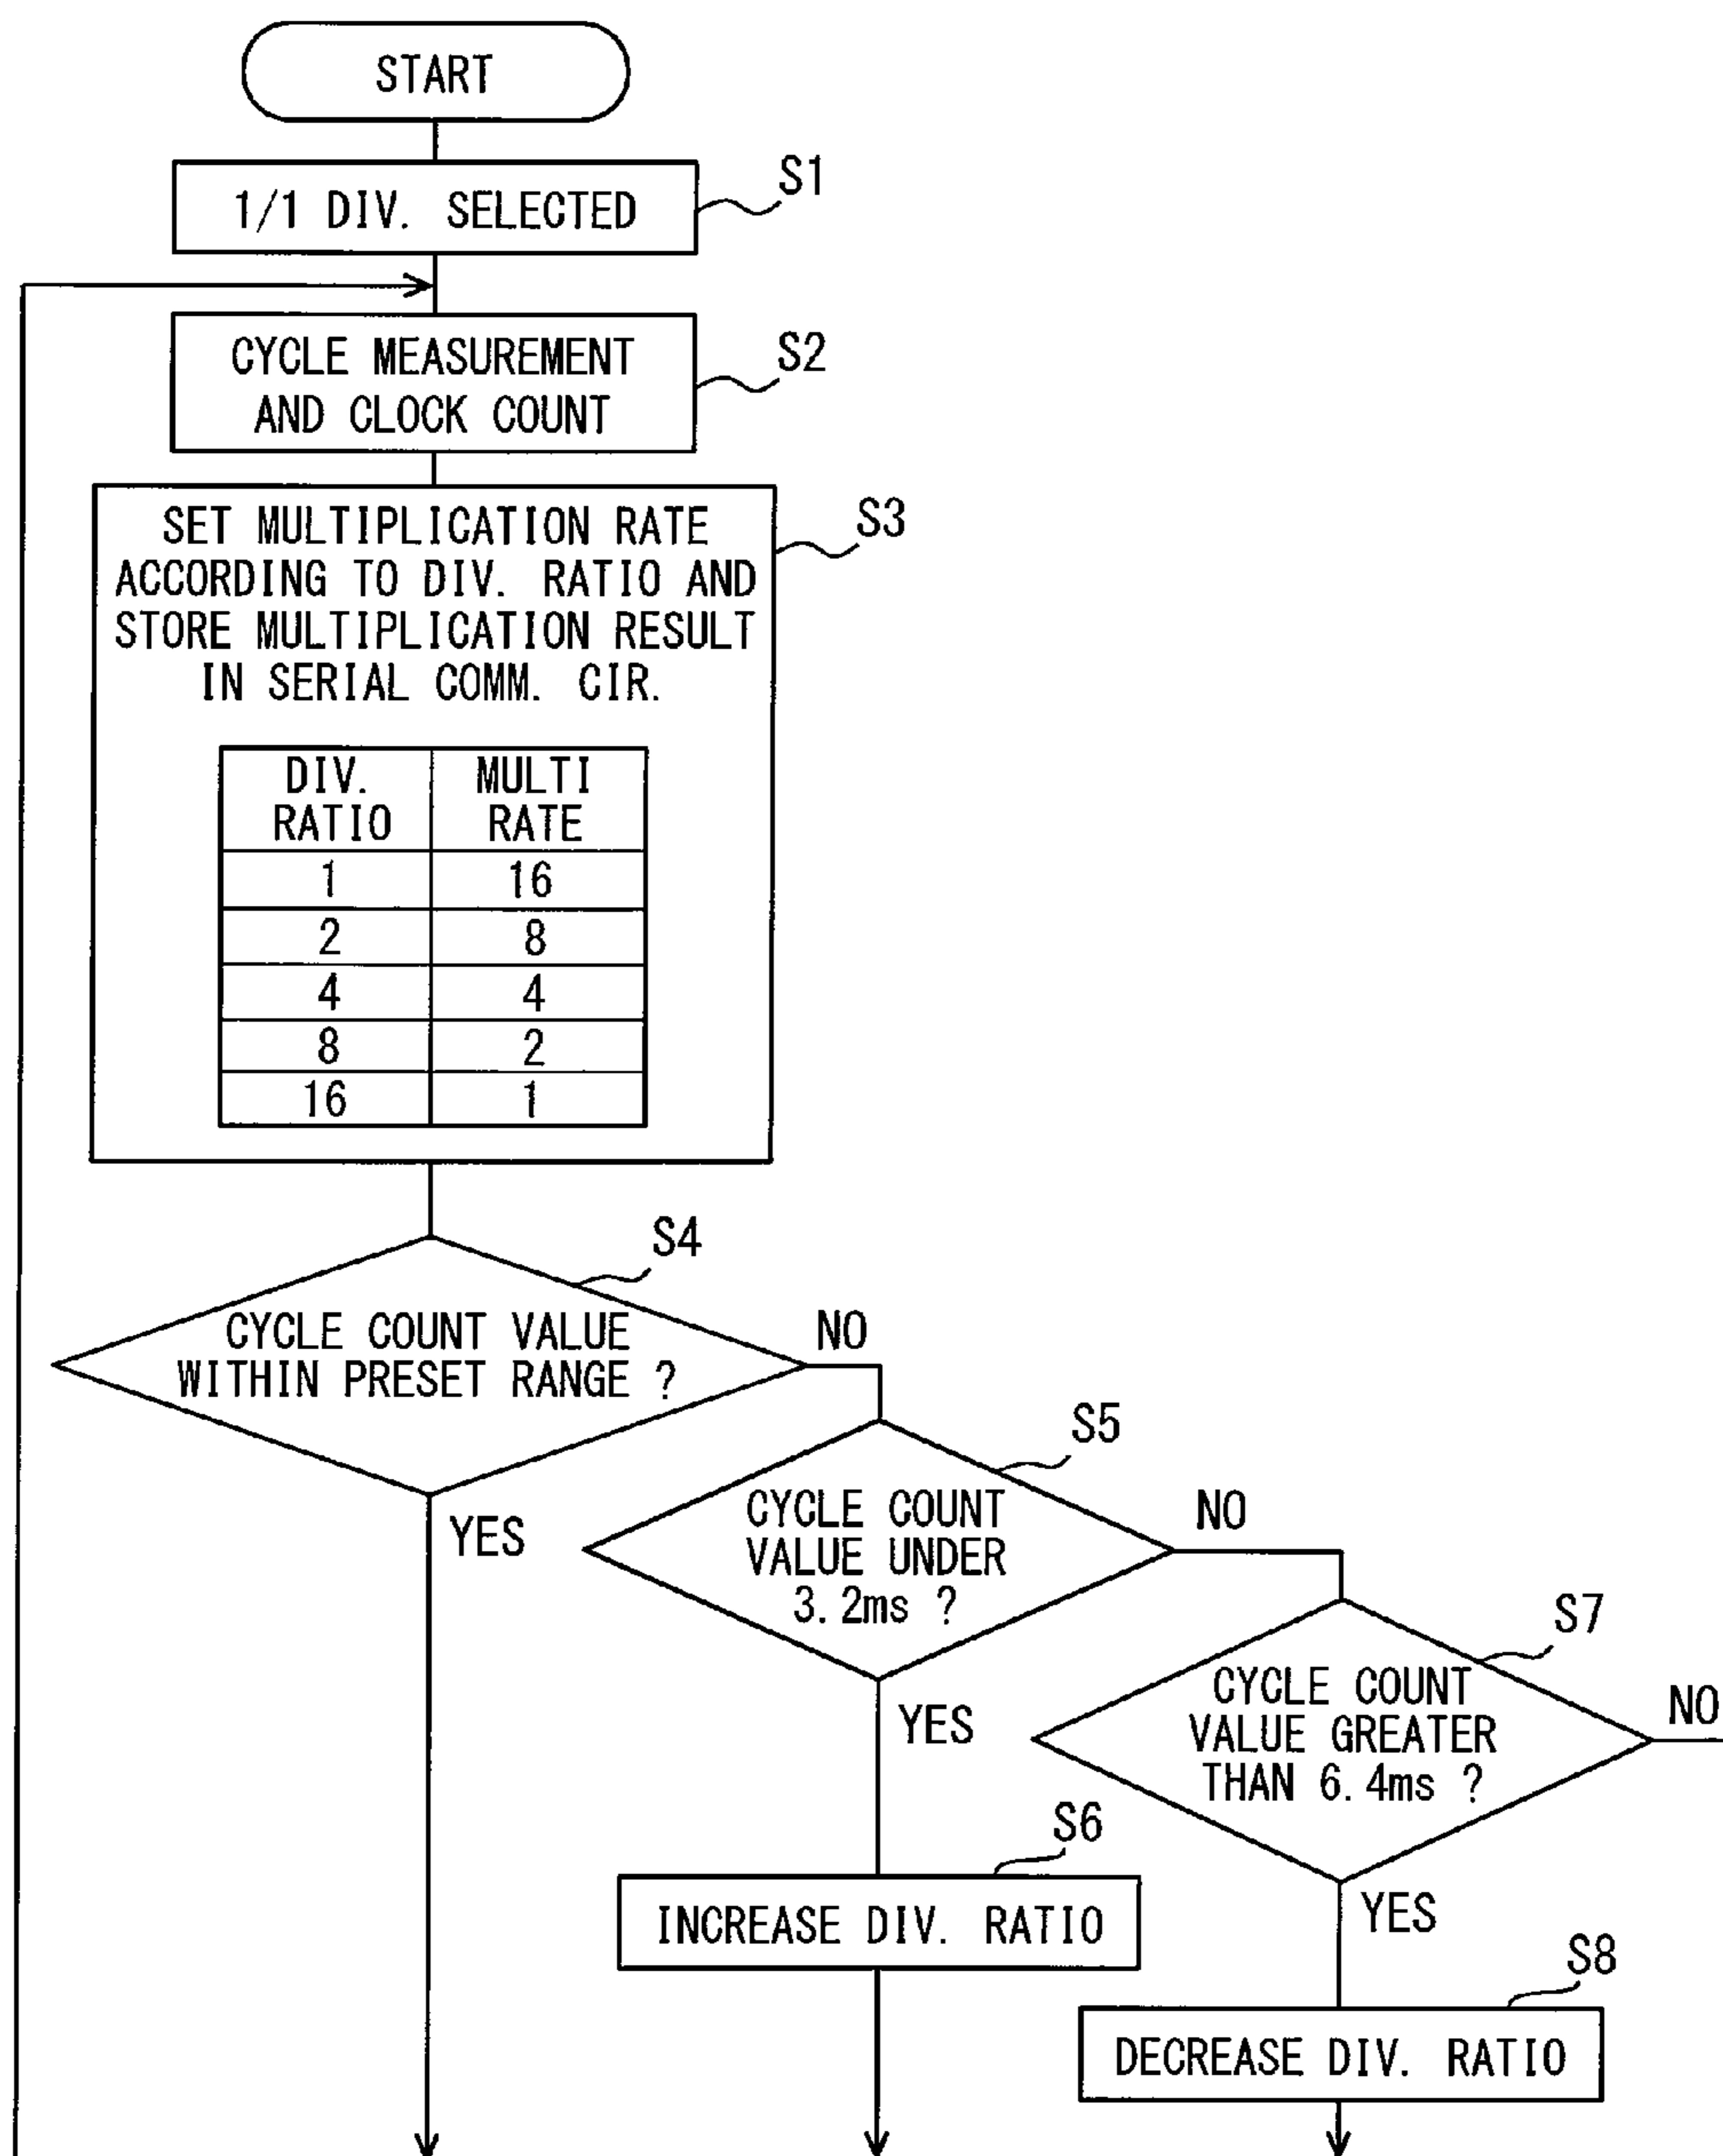 START
1/1 DIV. SELECTED
S1
CYCLE MEASUREMENT
AND CLOCK COUNT
S2
SET MULTIPLICATION RATE
ACCORDING TO DIV. RATIO AND
STORE MULTIPLICATION RESULT
IN SERIAL COMM. CIR.
S3
DIV. RATIO MULTI RATE
1 16
2 8
4 4
8 2
16 1
S4
CYCLE COUNT VALUE
WITHIN PRESET RANGE ?
NO
YES
S5
CYCLE COUNT
VALUE UNDER
3.2ms ?
NO
YES
S7
CYCLE COUNT
VALUE GREATER
THAN 6.4ms ?
NO
YES
S6
INCREASE DIV. RATIO
S8
DECREASE DIV. RATIO